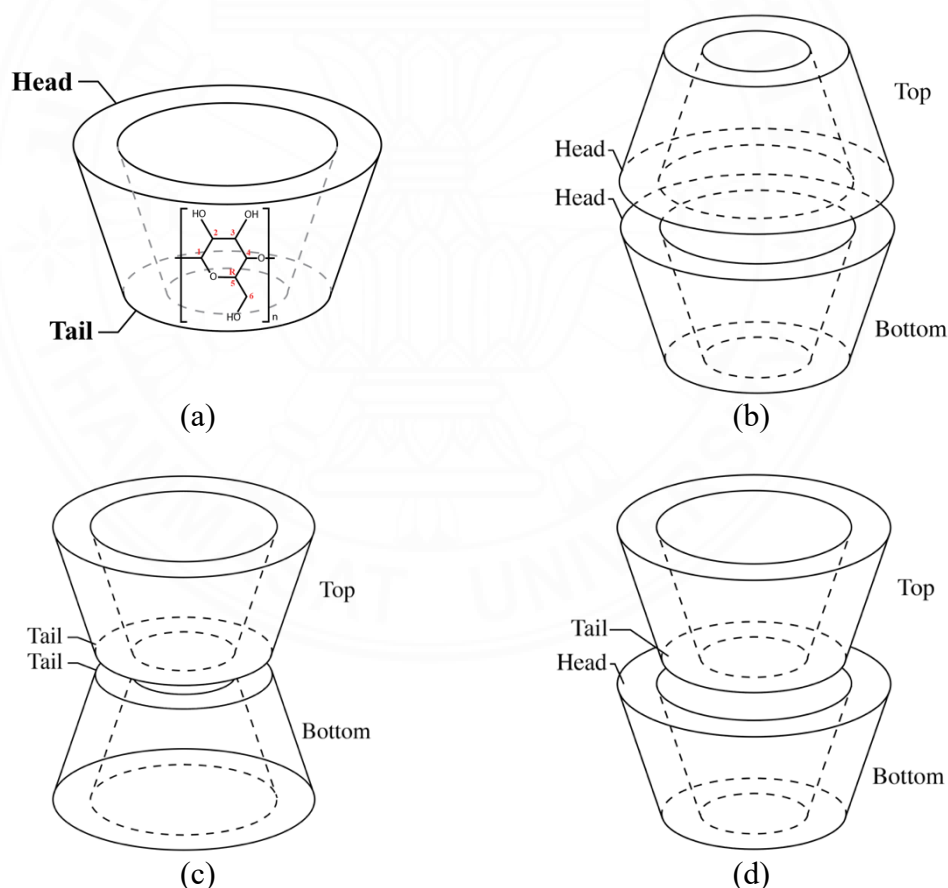 Head
HO OH
2 3
1 4 O
O R
5
6
HO
n
Tail
(a)
Top
Head
Head
Bottom
(b)
Top
Tail
Tail
Bottom
(c)
Top
Tail
Head
Bottom
(d)